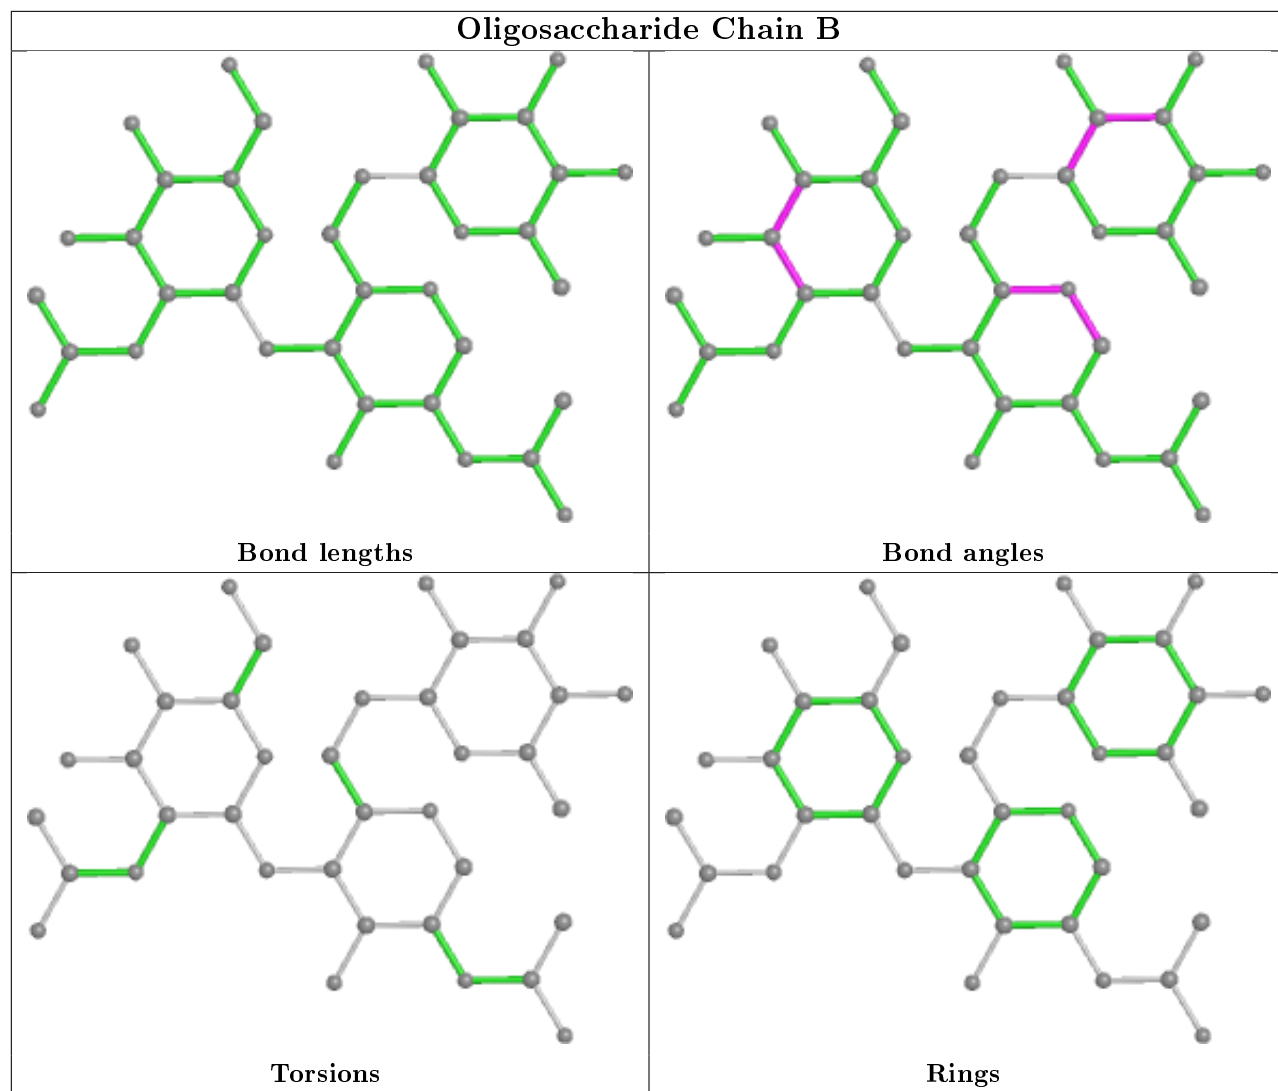 Oligosaccharide Chain B
Bond lengths
Bond angles
Torsions
Rings